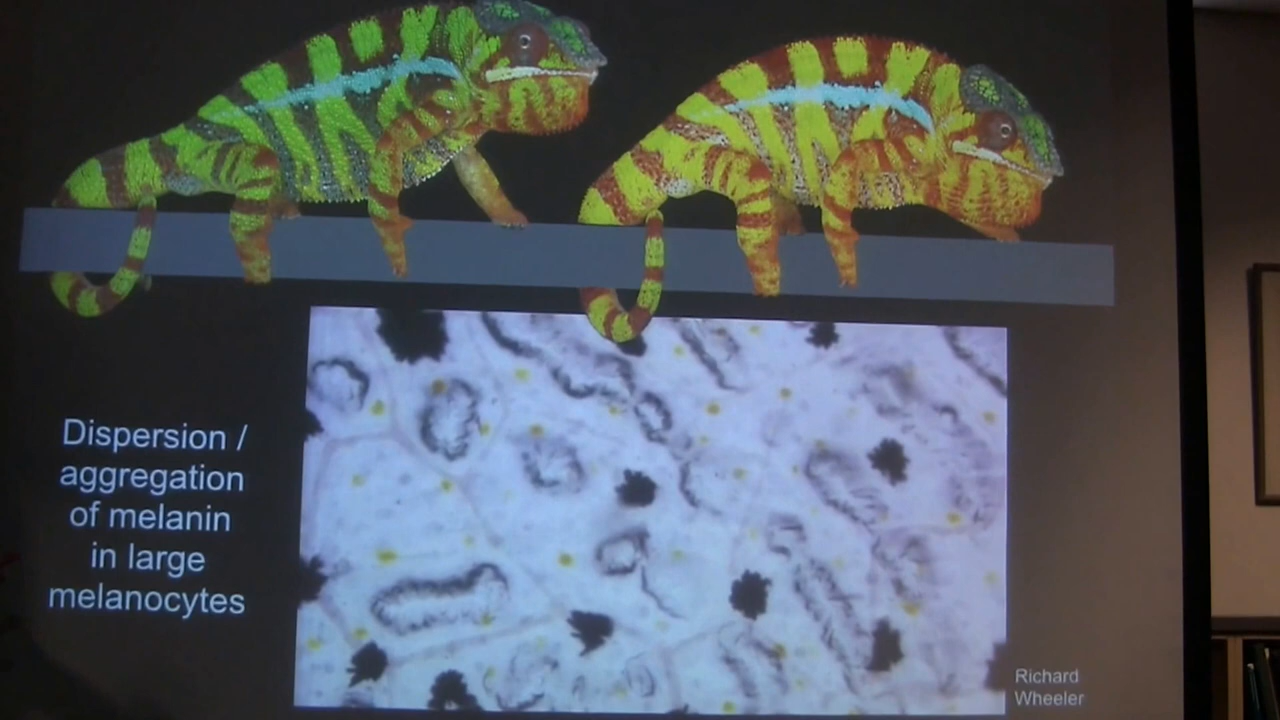 Dispersion /
aggregation
of melanin
in large
melanocytes
Richard
Wheeler